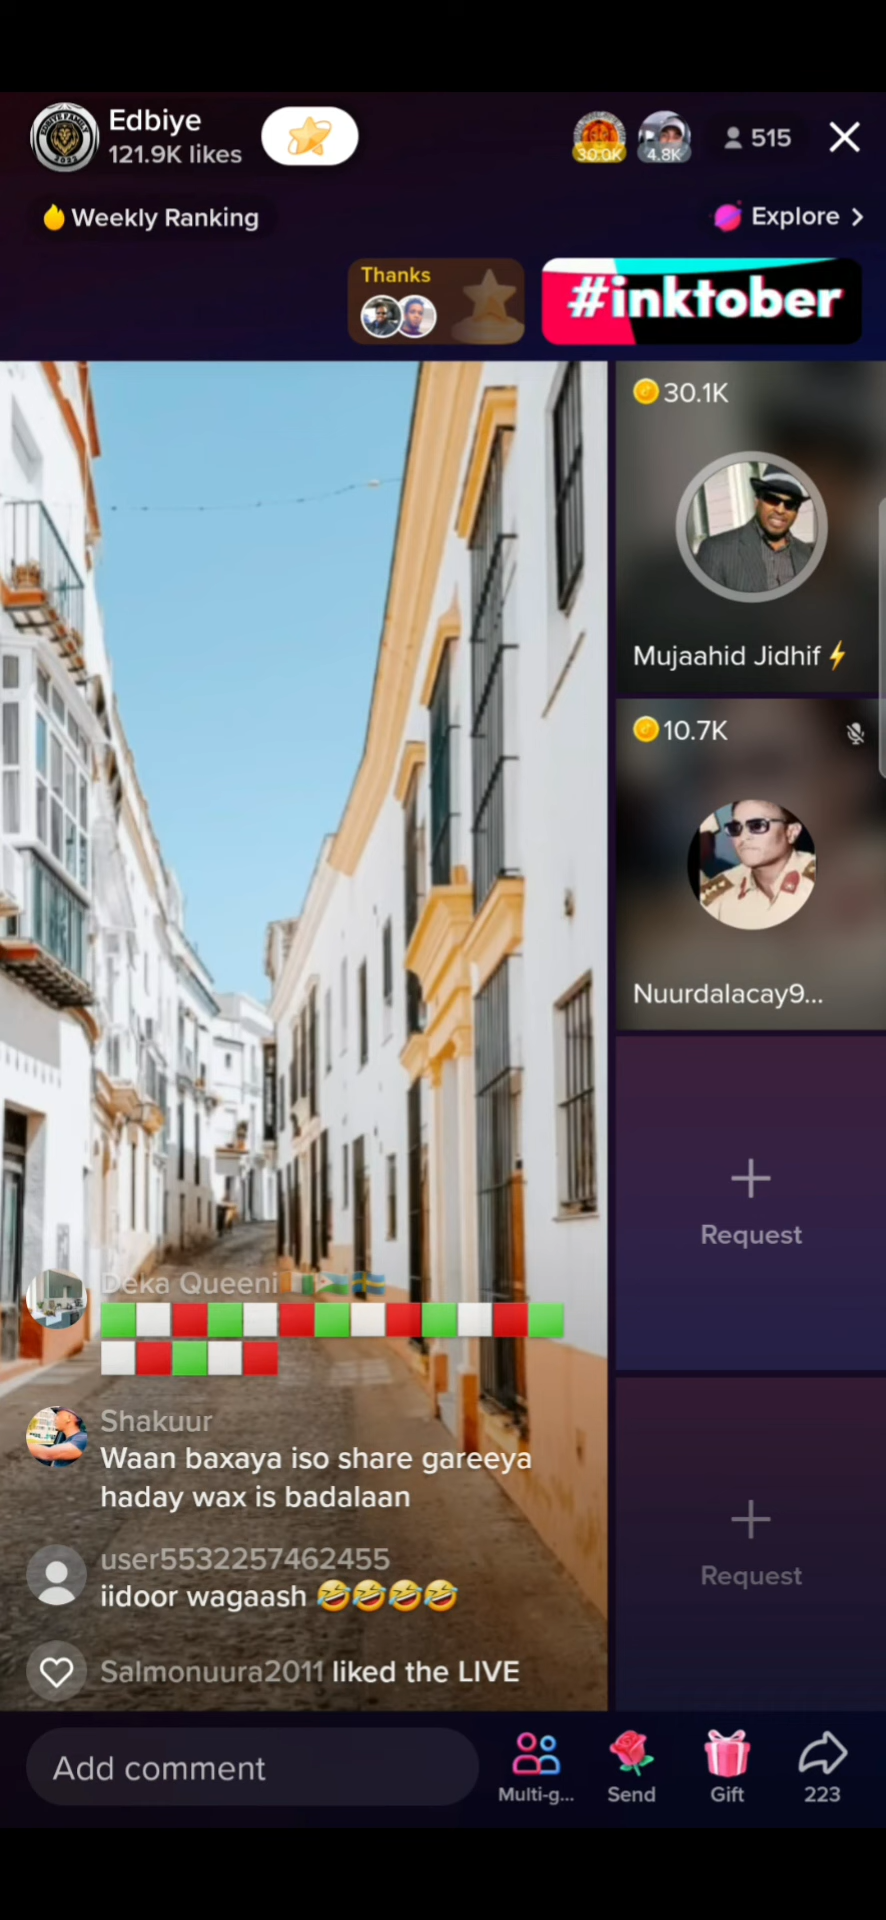 Edbiye
121.9K likes
30.0K
4.8K
515
Weekly Ranking
Explore
Thanks
#inktober
30.1K
Mujaahid Jidhif
10.7K
Nuurdalacay9...
Request
Request
Deka Queeni
Shakuur
Waan baxaya iso share gareeya
haday wax is badalaan
user5532257462455
iidoor wagaash 🤣🤣🤣🤣
Salmonuura2011 liked the LIVE
Add comment
Multi-g...
Send
Gift
223